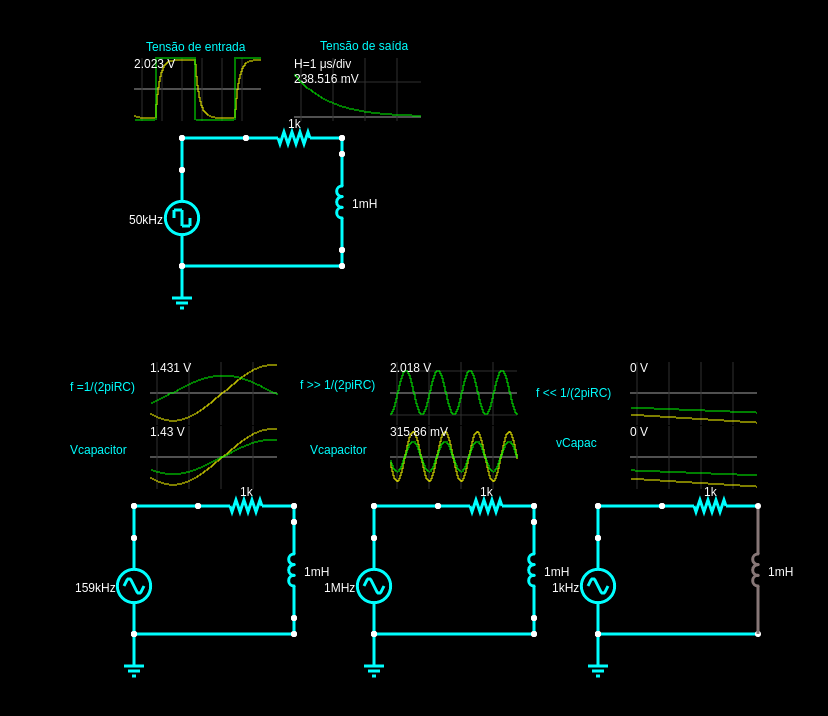 Tensão de entrada
Tensão de saída
2.023 V
H=1 μs/div
238.516 mV
1k
1mH
50kHz
1.431 V
2.018 V
0 V
f =1/(2piRC)
f >> 1/(2piRC)
f << 1/(2piRC)
1.43 V
315.86 mV
0 V
Vcapacitor
Vcapacitor
vCapac
1k
1k
1k
1mH
1mH
1mH
159kHz
1MHz
1kHz